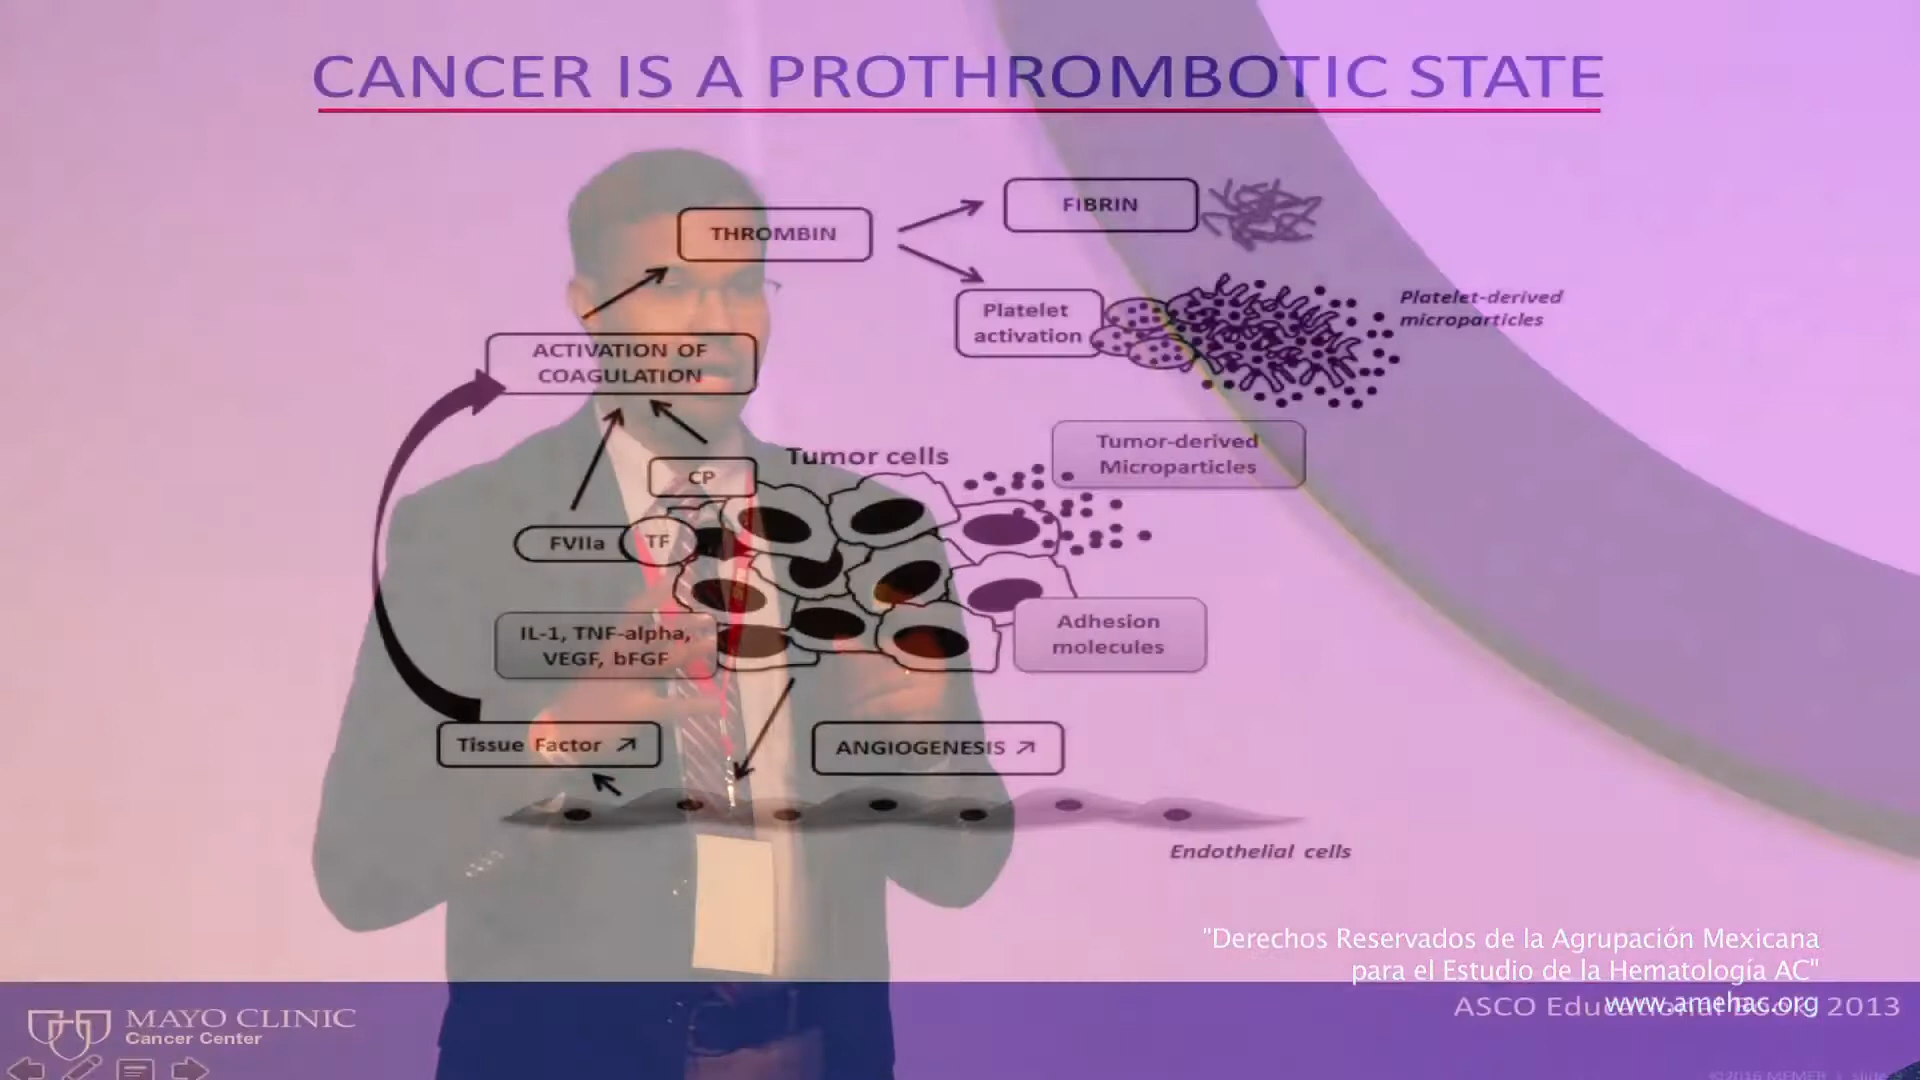 CANCER IS A PROTHROMBOTIC STATE
THROMBIN
FIBRIN
Platelet
activation
Platelet-derived
microparticles
ACTIVATION OF
COAGULATION
CP
Tumor cells
Tumor-derived
Microparticles
FVIIa
TF
IL-1, TNF-alpha,
VEGF, bFGF
Adhesion
molecules
Tissue Factor ↗
ANGIOGENESIS ↗
Endothelial cells
"Derechos Reservados de la Agrupación Mexicana
para el Estudio de la Hematología AC"
www.amehac.org
MAYO CLINIC
Cancer Center
ASCO Educational Book 2013